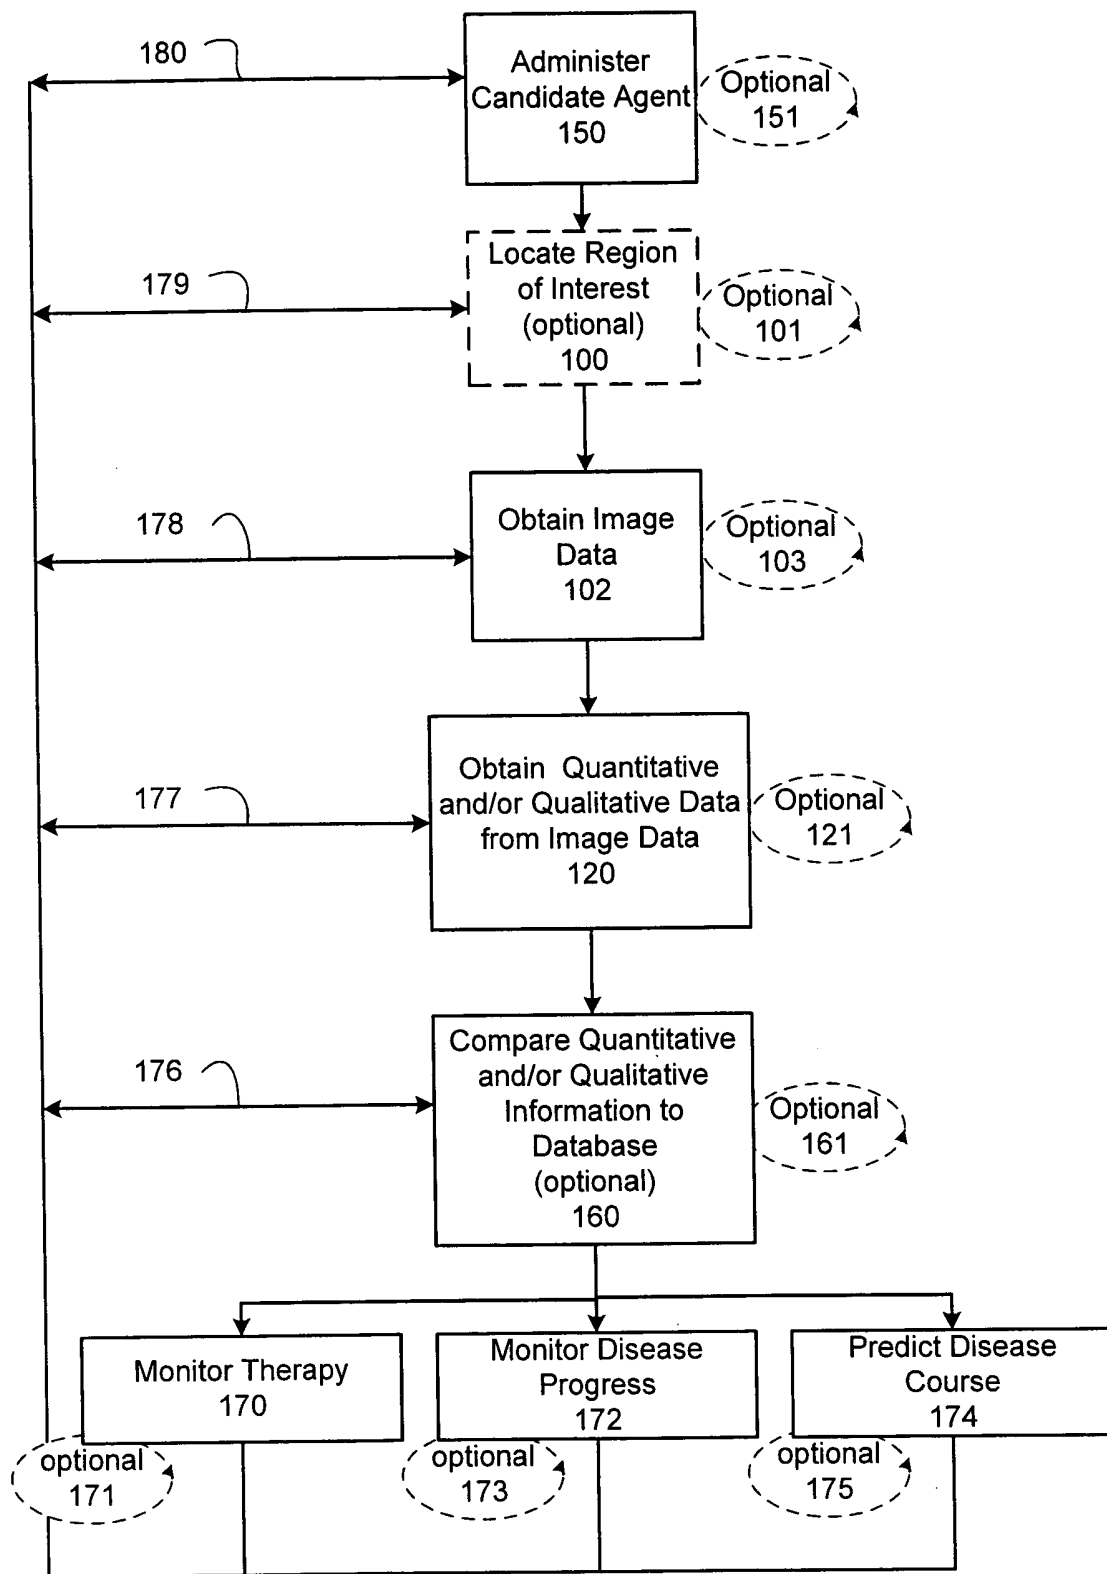 180
Administer
Candidate Agent
150
Optional
151
179
Locate Region
of Interest
(optional)
100
Optional
101
178
Obtain Image
Data
102
Optional
103
177
Obtain Quantitative
and/or Qualitative Data
from Image Data
120
Optional
121
176
Compare Quantitative
and/or Qualitative
Information to
Database
(optional)
160
Optional
161
Monitor Therapy
170
Monitor Disease
Progress
172
Predict Disease
Course
174
optional
171
optional
173
optional
175